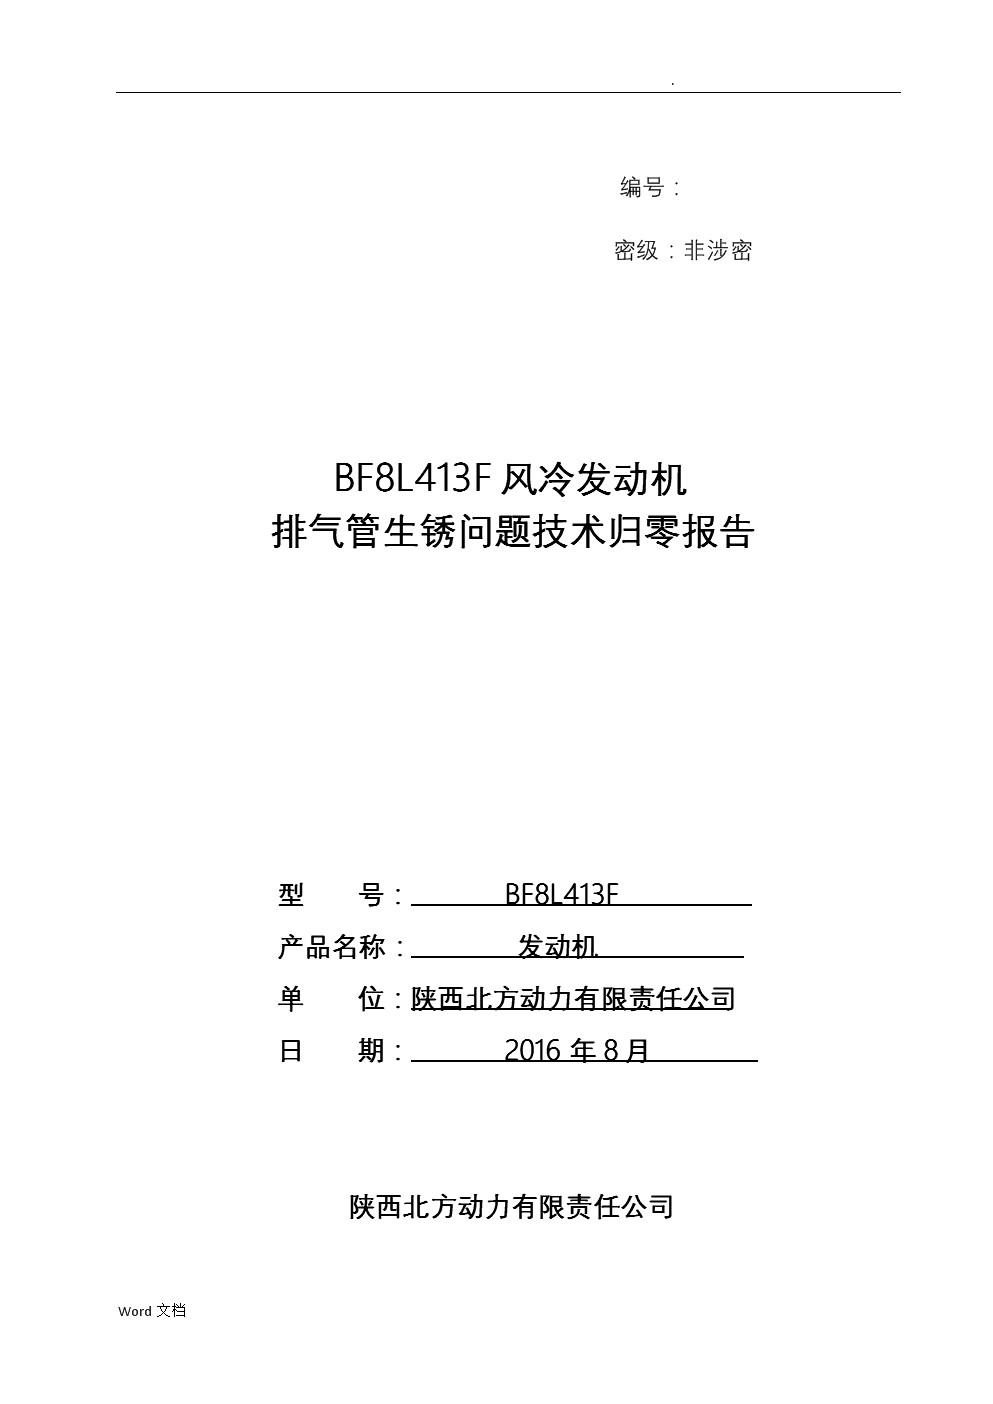 .
编号：
密级：非涉密
BF8L413F 风冷发动机
排气管生锈问题技术归零报告
型　　号：BF8L413F
产品名称：发动机
单　　位：陕西北方动力有限责任公司
日　　期：2016 年 8 月
陕西北方动力有限责任公司
Word 文档